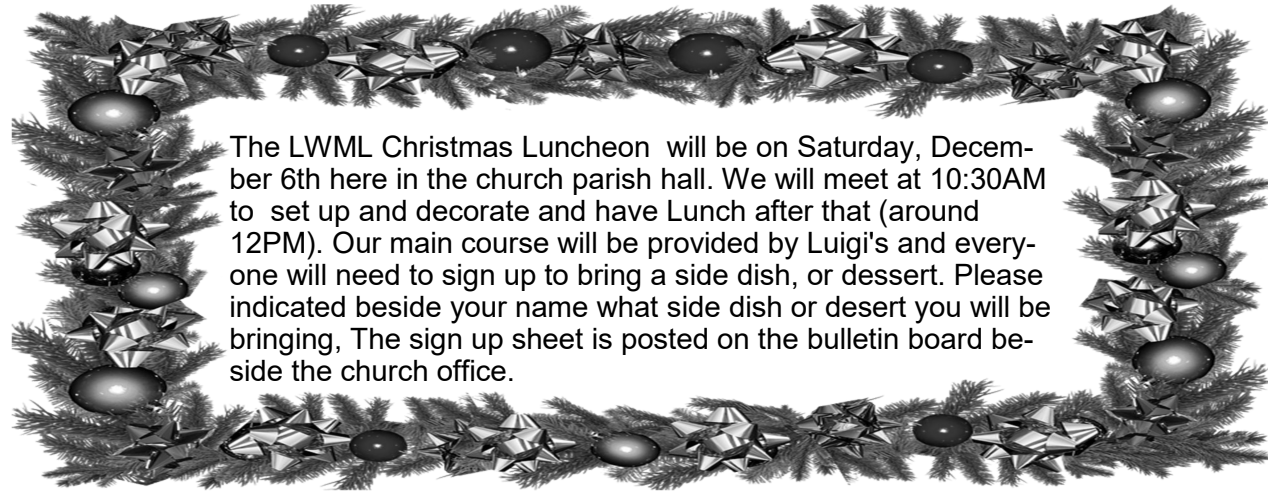 The LWML Christmas Luncheon  will be on Saturday, Decem-
ber 6th here in the church parish hall. We will meet at 10:30AM
to  set up and decorate and have Lunch after that (around
12PM). Our main course will be provided by Luigi's and every-
one will need to sign up to bring a side dish, or dessert. Please
indicated beside your name what side dish or desert you will be
bringing, The sign up sheet is posted on the bulletin board be-
side the church office.